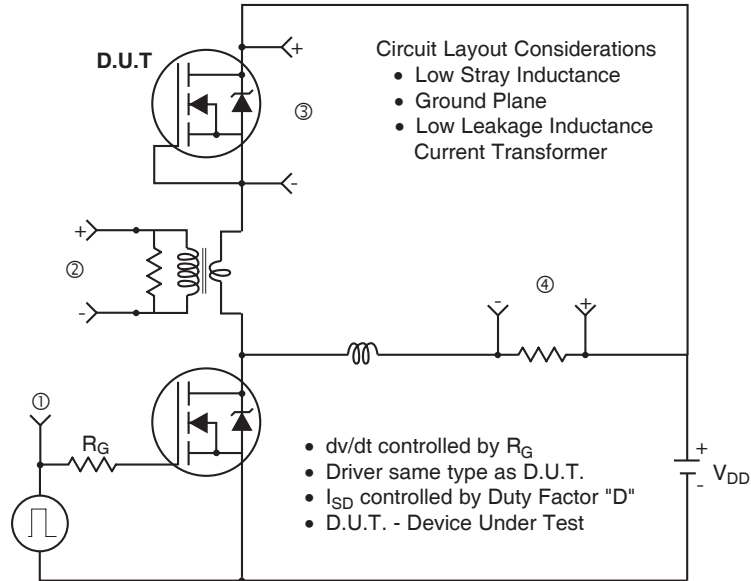 D.U.T
+
Circuit Layout Considerations
• Low Stray Inductance
• Ground Plane
• Low Leakage Inductance
Current Transformer
③
-
+
②
-
④
-
+
①
R_G
+
V_DD
-
• dv/dt controlled by R_G
• Driver same type as D.U.T.
• I_SD controlled by Duty Factor "D"
• D.U.T. - Device Under Test